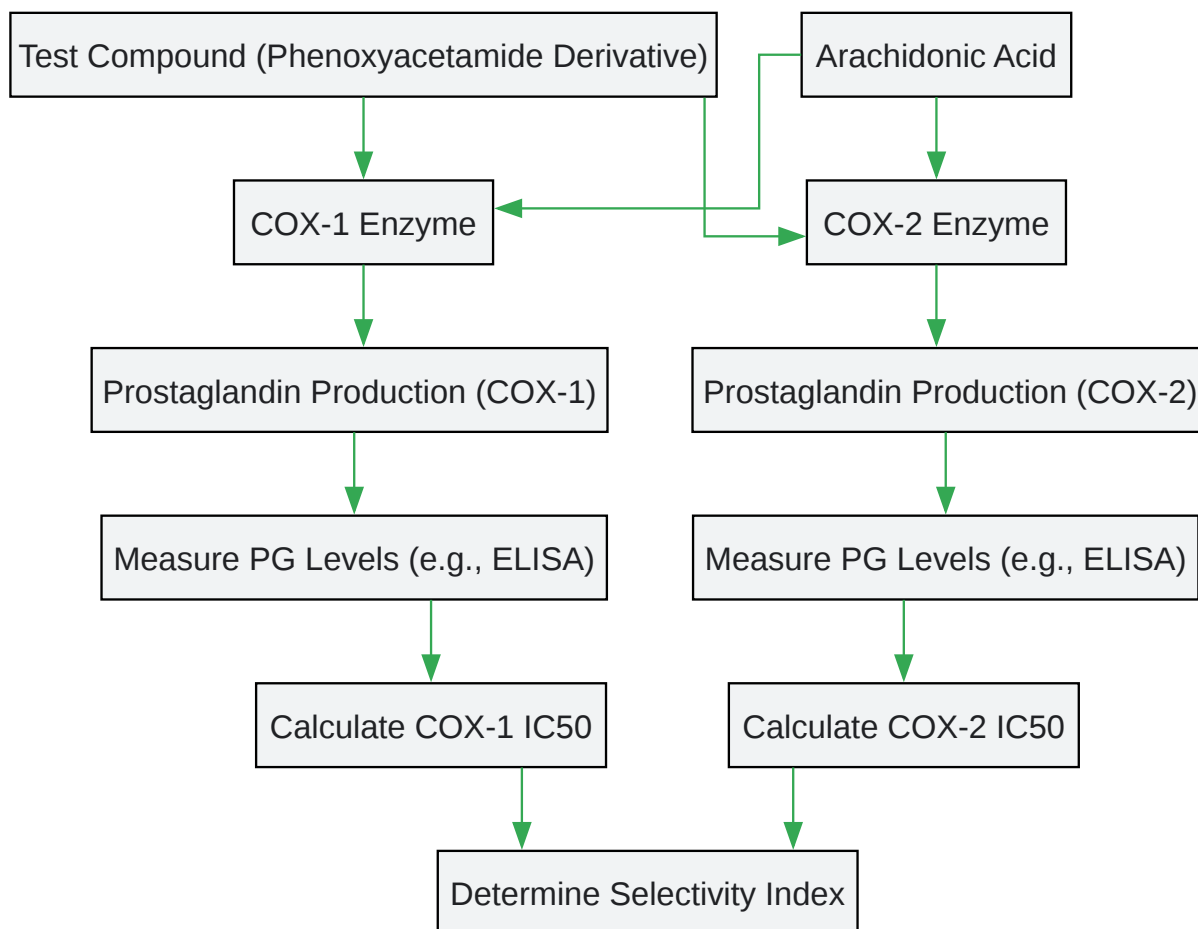 Test Compound (Phenoxyacetamide Derivative)
Arachidonic Acid
COX-1 Enzyme
COX-2 Enzyme
Prostaglandin Production (COX-1)
Prostaglandin Production (COX-2)
Measure PG Levels (e.g., ELISA)
Measure PG Levels (e.g., ELISA)
Calculate COX-1 IC50
Calculate COX-2 IC50
Determine Selectivity Index